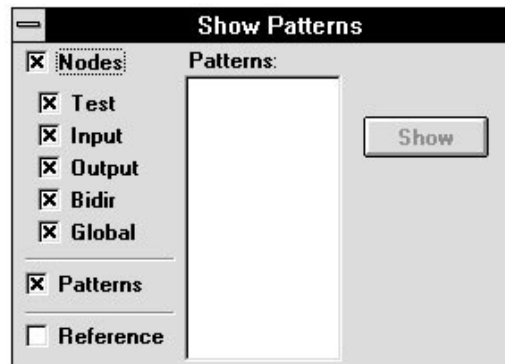 Show Patterns
Nodes
Test
Input
Output
Bidir
Global
Patterns
Reference
Patterns:
Show